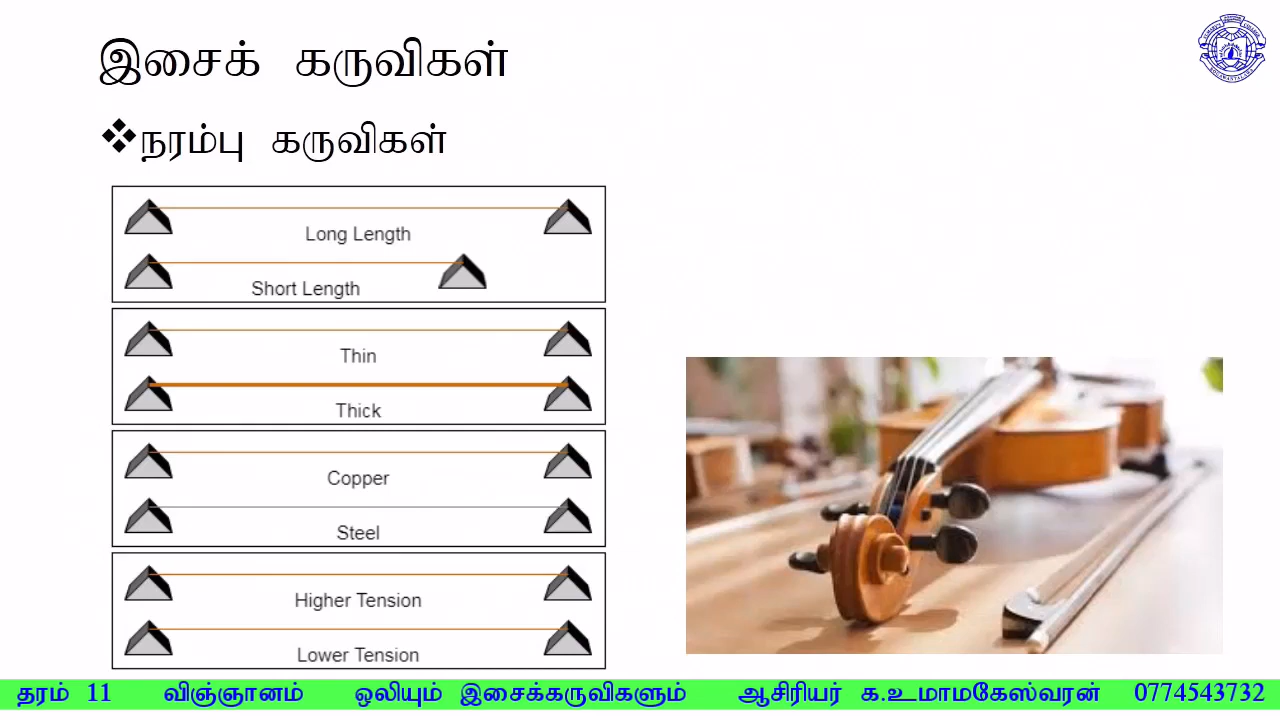 இசைக் கருவிகள்
❖நரம்பு கருவிகள்
Long Length
Short Length
Thin
Thick
Copper
Steel
Higher Tension
Lower Tension
தரம் 11 விஞ்ஞானம் ஒலியும் இசைக்கருவிகளும் ஆசிரியர் க.உமாமகேஸ்வரன் 0774543732